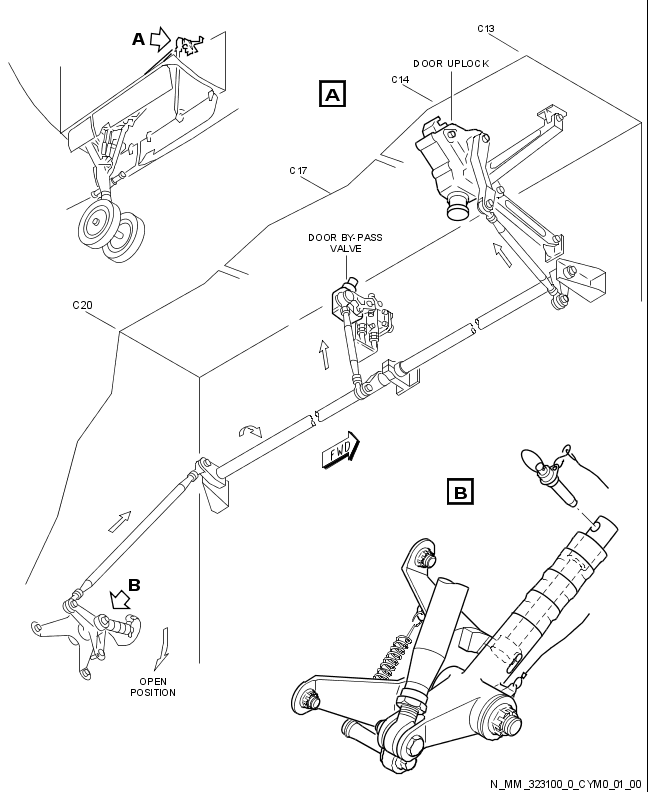 C13
A
DOOR UPLOCK
C14
A
C17
DOOR BY-PASS
VALVE
C20
FWD
B
B
OPEN
POSITION
N_MM_323100_0_CYM0_01_00